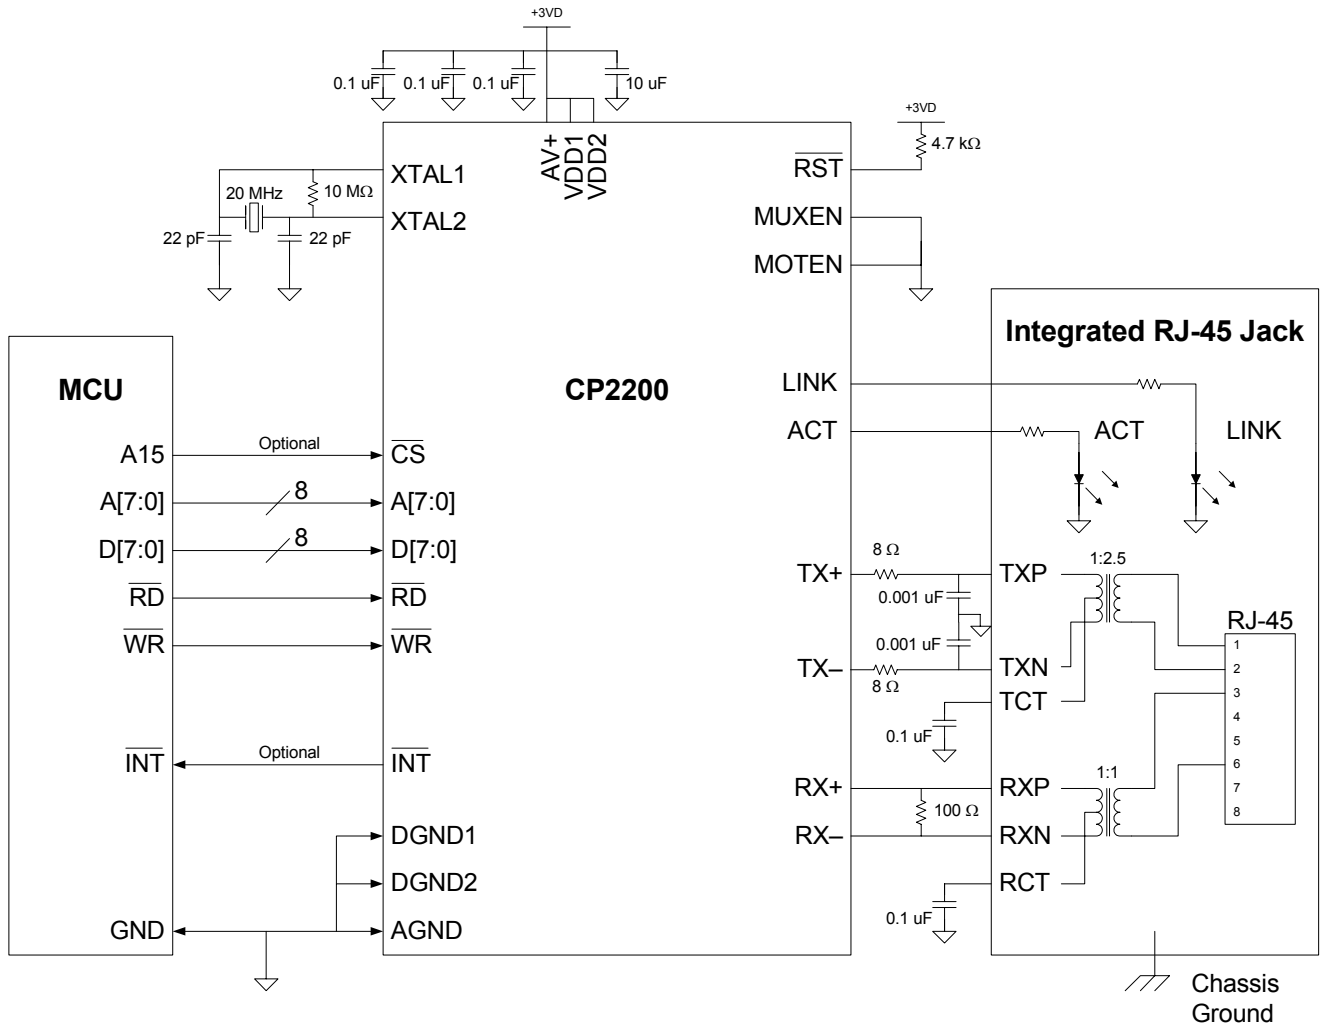 +3VD
0.1 uF
0.1 uF
0.1 uF
10 uF
AV+
VDD1
VDD2
+3VD
4.7 kΩ
XTAL1
XTAL2
20 MHz
10 MΩ
22 pF
22 pF
RST
MUXEN
MOTEN
MCU
CP2200
Integrated RJ-45 Jack
LINK
ACT
ACT
LINK
A15
Optional
CS
A[7:0]
8
A[7:0]
D[7:0]
8
D[7:0]
RD
RD
WR
WR
INT
Optional
INT
DGND1
DGND2
GND
AGND
TX+
8 Ω
0.001 uF
0.001 uF
TX–
8 Ω
0.1 uF
RX+
100 Ω
RX–
0.1 uF
TXP
TXN
TCT
1:2.5
RXP
RXN
RCT
1:1
RJ-45
1
2
3
4
5
6
7
8
Chassis
Ground